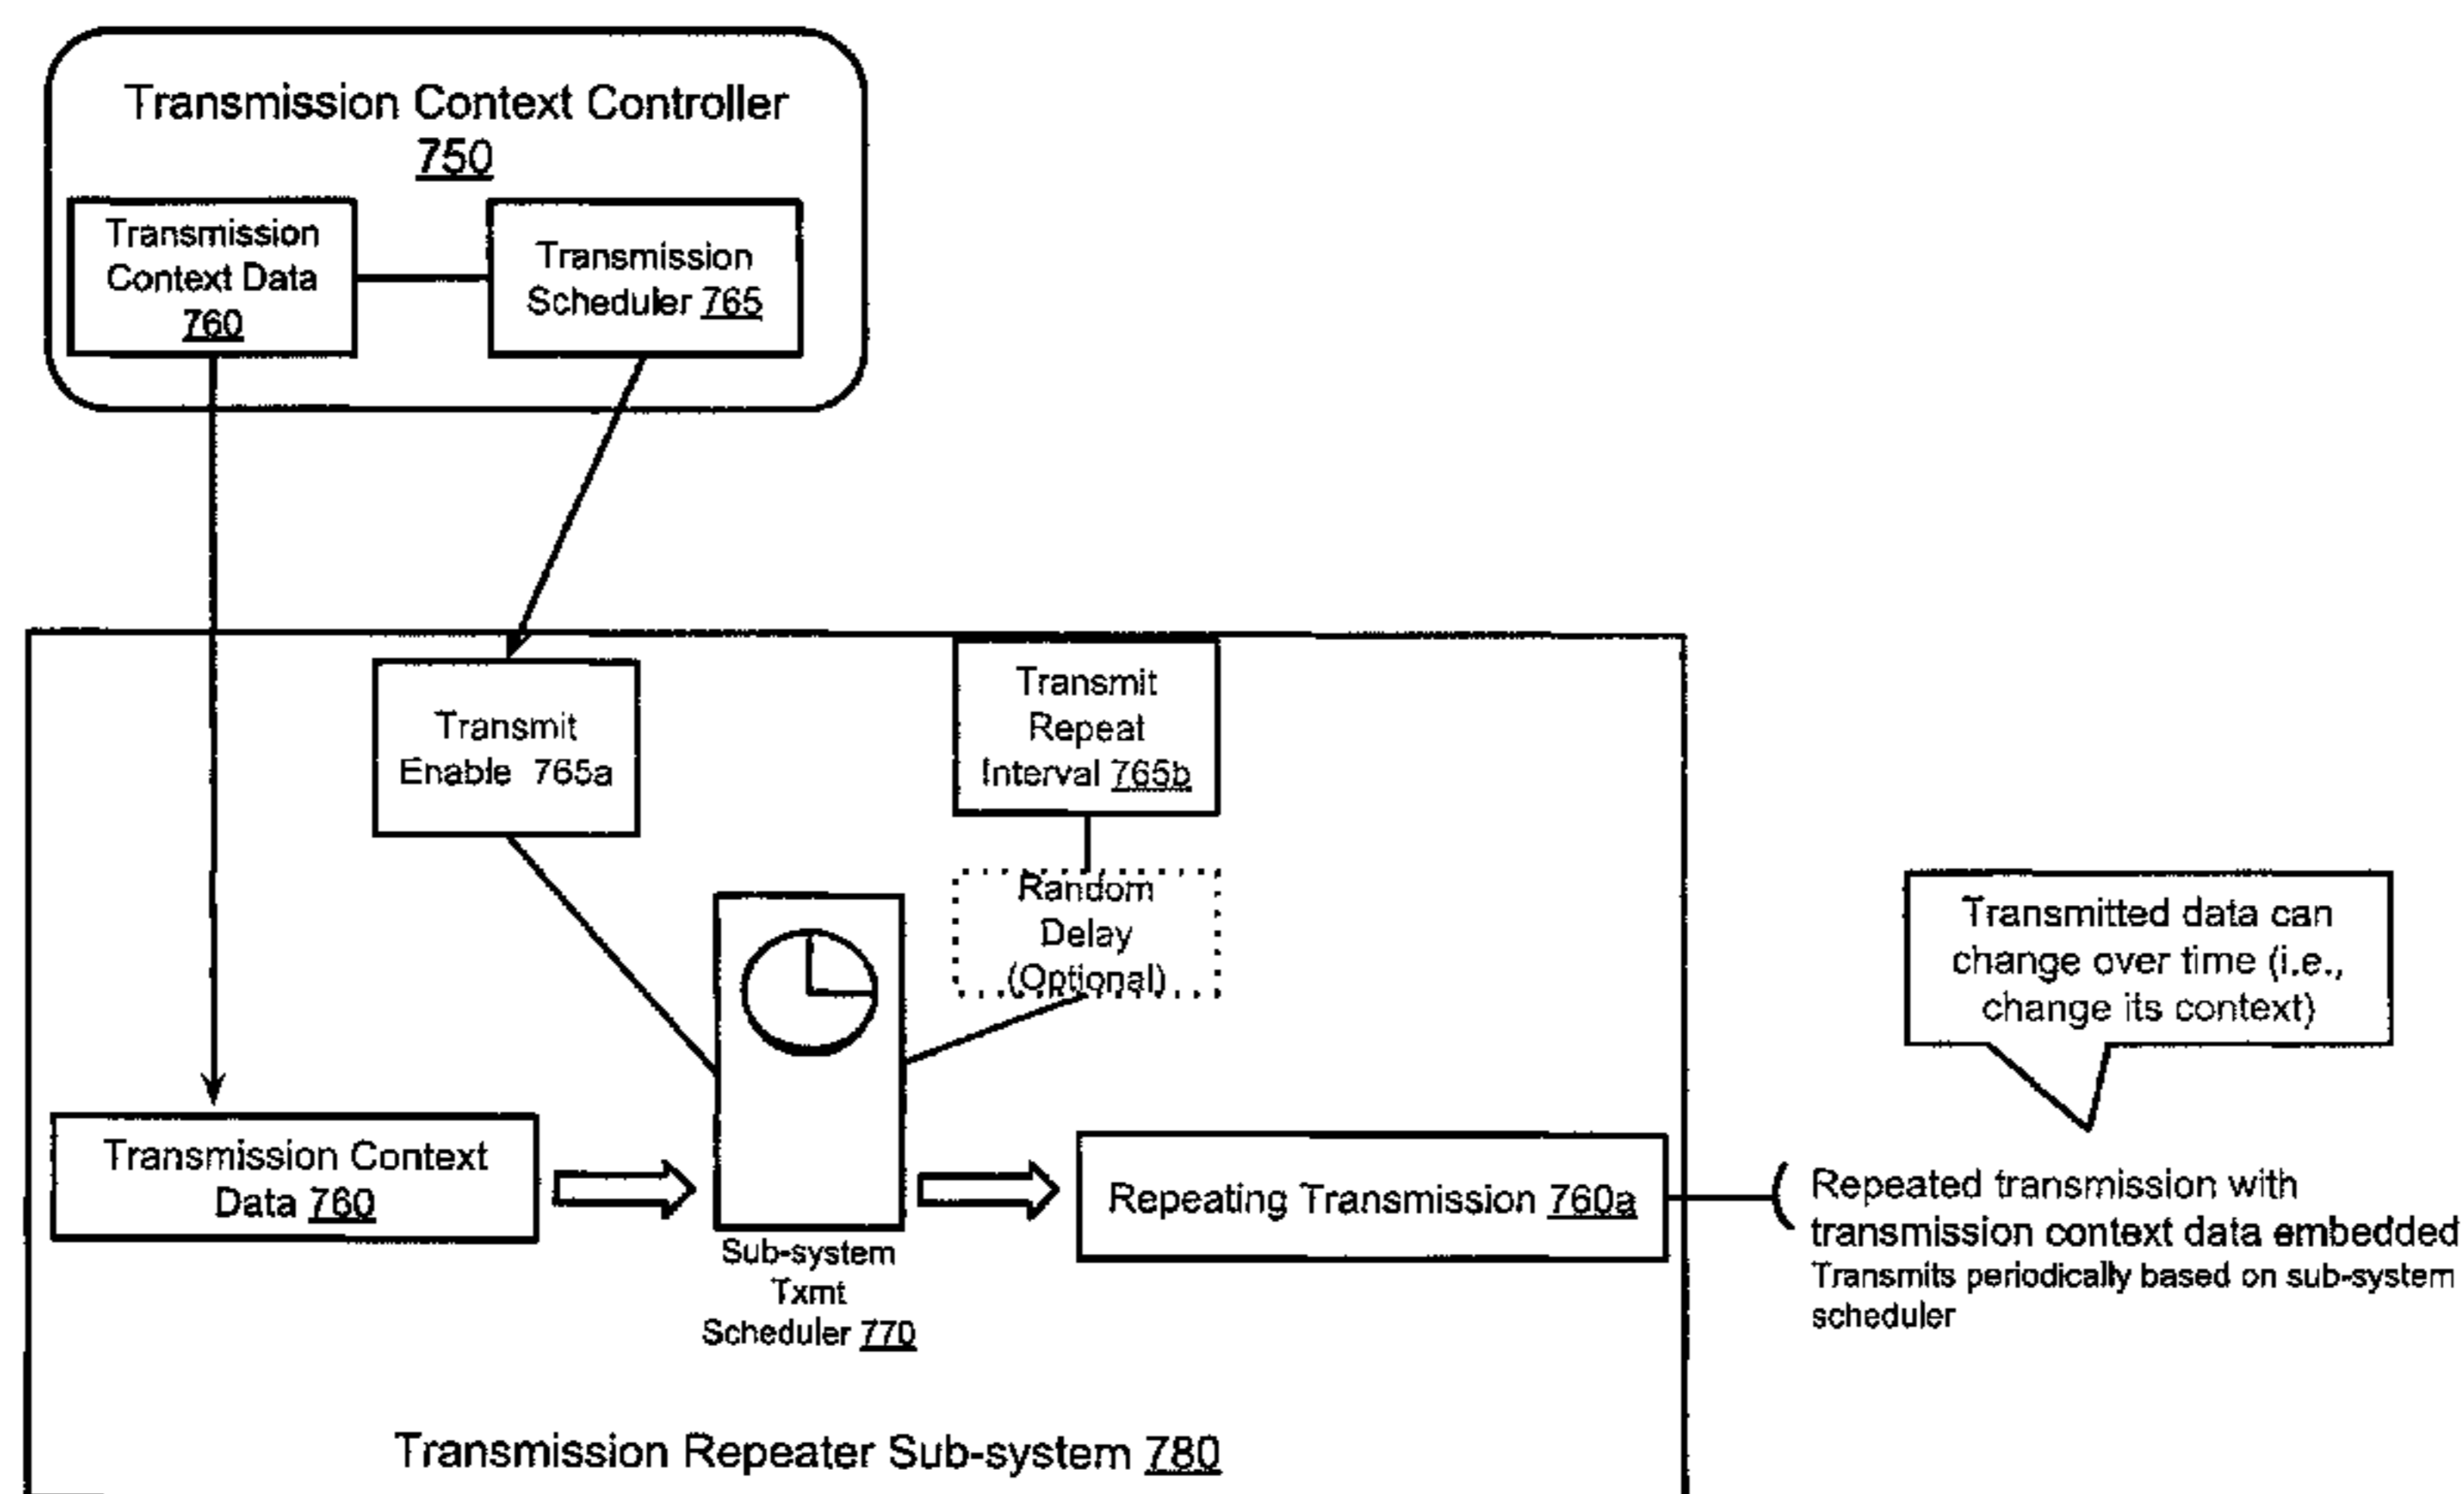 Transmission Context Controller
750
Transmission
Context Data
760
Transmission
Scheduler 765
Transmit
Enable 765a
Transmit
Repeat
Interval 765b
Random
Delay
(Optional)
Transmitted data can
change over time (i.e.,
change its context)
Transmission Context
Data 760
Sub-system
Txmt
Scheduler 770
Repeating Transmission 760a
Repeated transmission with
transmission context data embedded
Transmits periodically based on sub-system
scheduler
Transmission Repeater Sub-system 780